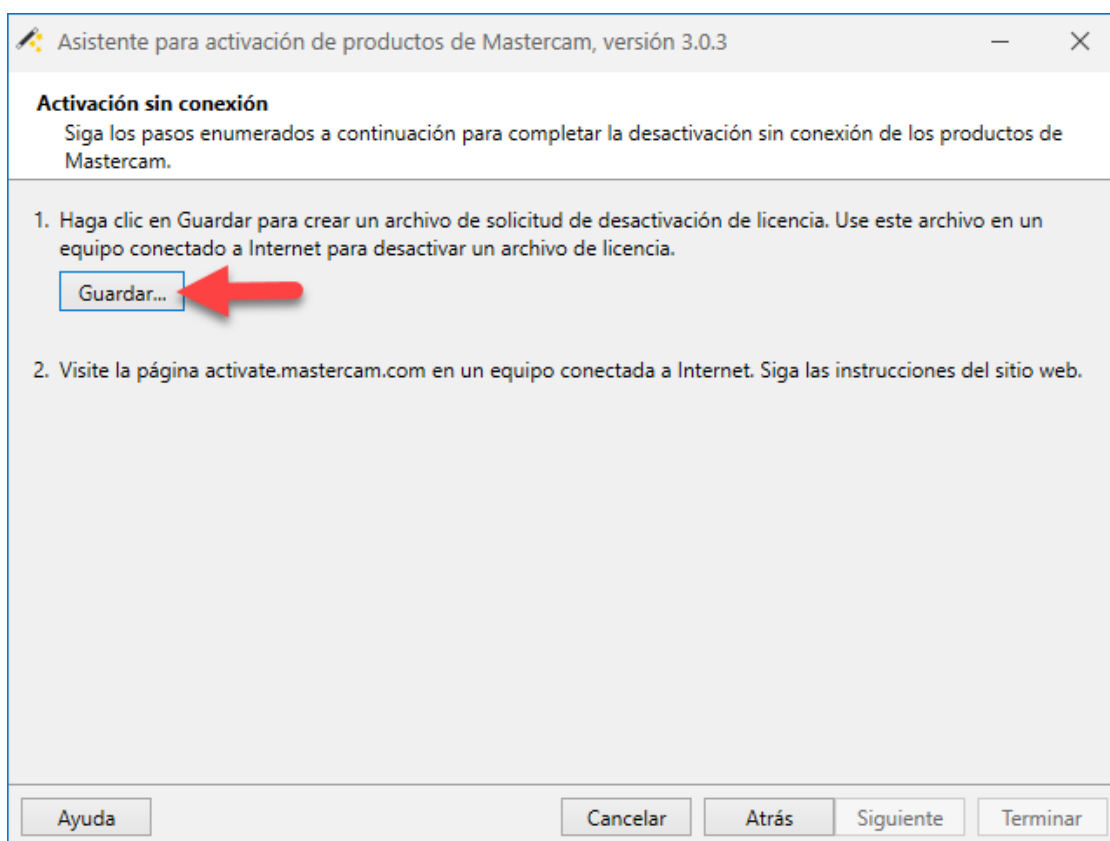 Asistente para activación de productos de Mastercam, versión 3.0.3
Activación sin conexión
Siga los pasos enumerados a continuación para completar la desactivación sin conexión de los productos de
Mastercam.
1. Haga clic en Guardar para crear un archivo de solicitud de desactivación de licencia. Use este archivo en un
equipo conectado a Internet para desactivar un archivo de licencia.
Guardar...
2. Visite la página activate.mastercam.com en un equipo conectada a Internet. Siga las instrucciones del sitio web.
Ayuda Cancelar Atrás Siguiente Terminar